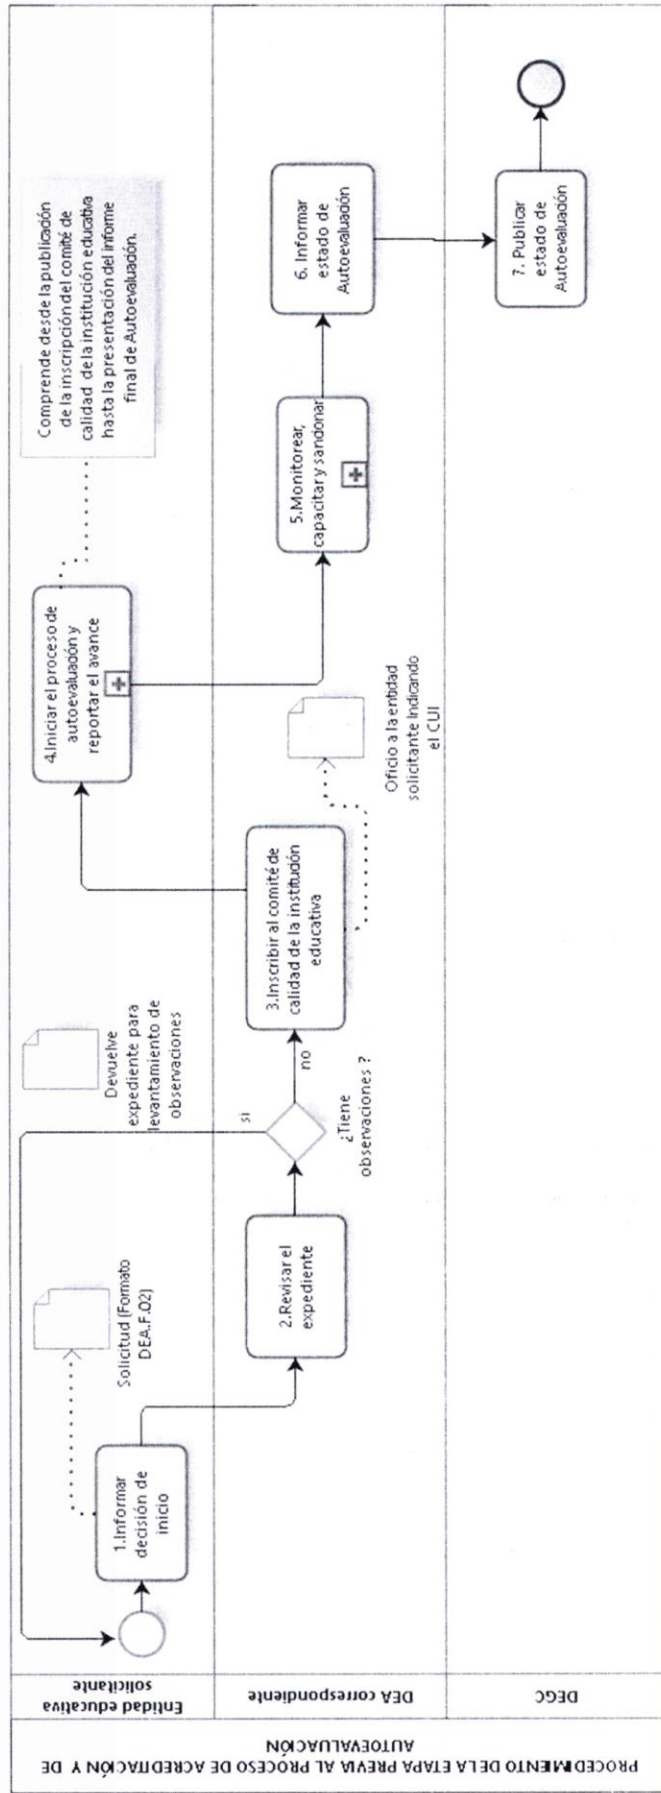 PROCEDIMIENTO DE LA ETAPA PREVIA AL PROCESO DE ACREDITACIÓN Y DE
AUTOEVALUACIÓN
Entidad educativa
solicitante
1.Informar
decisión de
inicio
Solicitud (Formato
DEA.F.02)
Devuelve
expediente para
levantamiento de
observaciones
4.Iniciar el proceso de
autoevaluación y
reportar el avance
Comprende desde la publicación
de la inscripción del comité de
calidad de la institución educativa
hasta la presentación del informe
final de Autoevaluación.
DEA correspondiente
2.Revisar el
expediente
¿Tiene
observaciones ?
si
no
3.Inscribir al comité de
calidad de la institución
educativa
Oficio a la entidad
solicitante Indicando
el CUI
5.Monitorear,
capacitar y sandonar
6. Informar
estado de
Autoevaluación
DEGC
7. Publicar
estado de
Autoevaluación